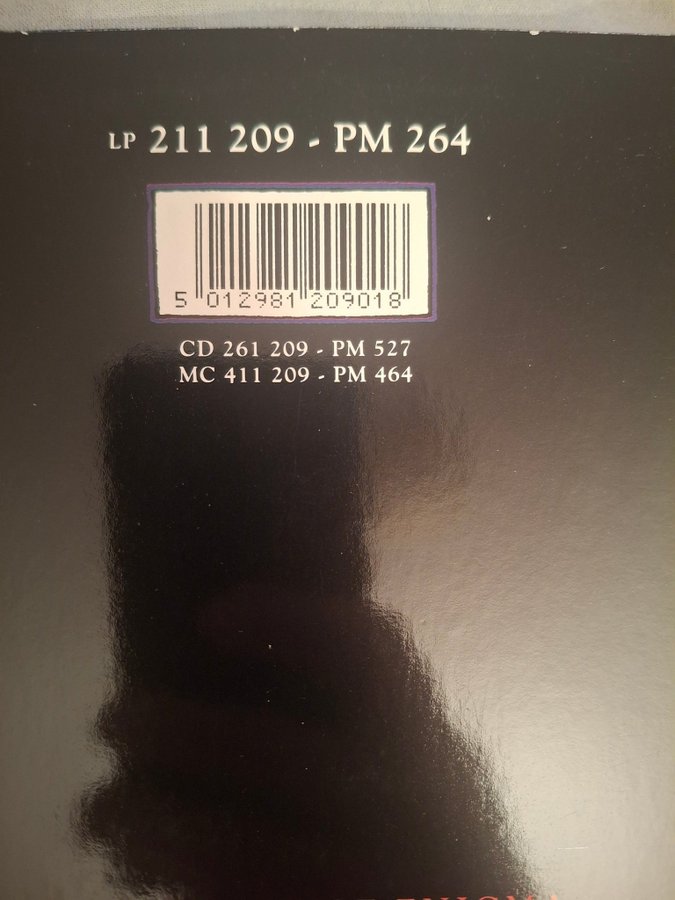 LP 211 209 - PM 264
5 012981 209018
CD 261 209 - PM 527
MC 411 209 - PM 464